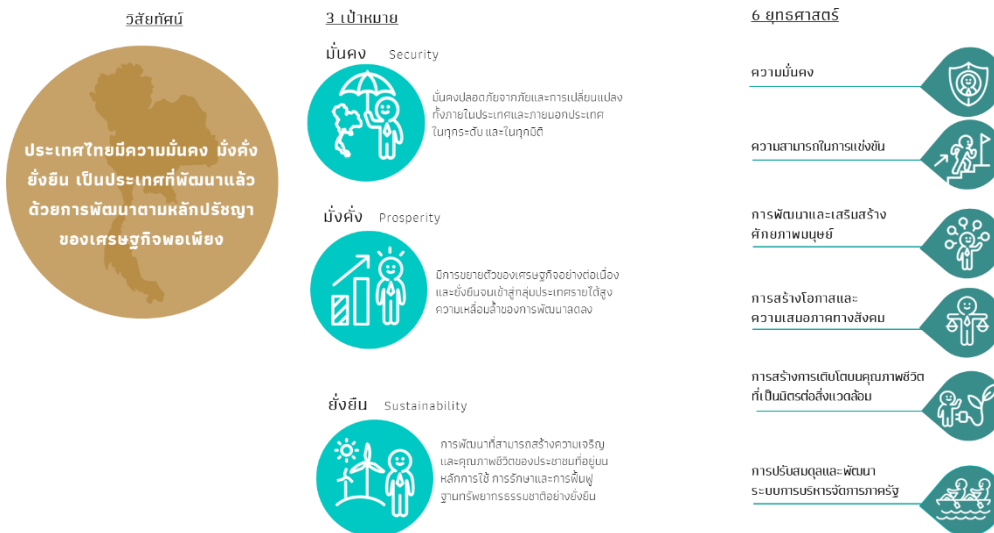 วิสัยทัศน์
ประเทศไทยมีความมั่นคง มั่งคั่ง
ยั่งยืน เป็นประเทศที่พัฒนาแล้ว
ด้วยการพัฒนาตามหลักปรัชญา
ของเศรษฐกิจพอเพียง
3 เป้าหมาย
มั่นคง Security
มั่นคงปลอดภัยจากภัยและการเปลี่ยนแปลง
ทั้งภายในประเทศและภายนอกประเทศ
ในทุกระดับ และในทุกมิติ
มั่งคั่ง Prosperity
มีการขยายตัวของเศรษฐกิจอย่างต่อเนื่อง
และยั่งยืนจนเข้าสู่กลุ่มประเทศรายได้สูง
ความเหลื่อมล้ำของการพัฒนาลดลง
ยั่งยืน Sustainability
การพัฒนาที่สามารถสร้างความเจริญ
และคุณภาพชีวิตของประชาชนที่อยู่บน
หลักการใช้ การรักษาและการฟื้นฟู
ฐานทรัพยากรธรรมชาติอย่างยั่งยืน
6 ยุทธศาสตร์
ความมั่นคง
ความสามารถในการแข่งขัน
การพัฒนาและเสริมสร้าง
ศักยภาพมนุษย์
การสร้างโอกาสและ
ความเสมอภาคทางสังคม
การสร้างการเติบโตบนคุณภาพชีวิต
ที่เป็นมิตรต่อสิ่งแวดล้อม
การปรับสมดุลและพัฒนา
ระบบการบริหารจัดการภาครัฐ